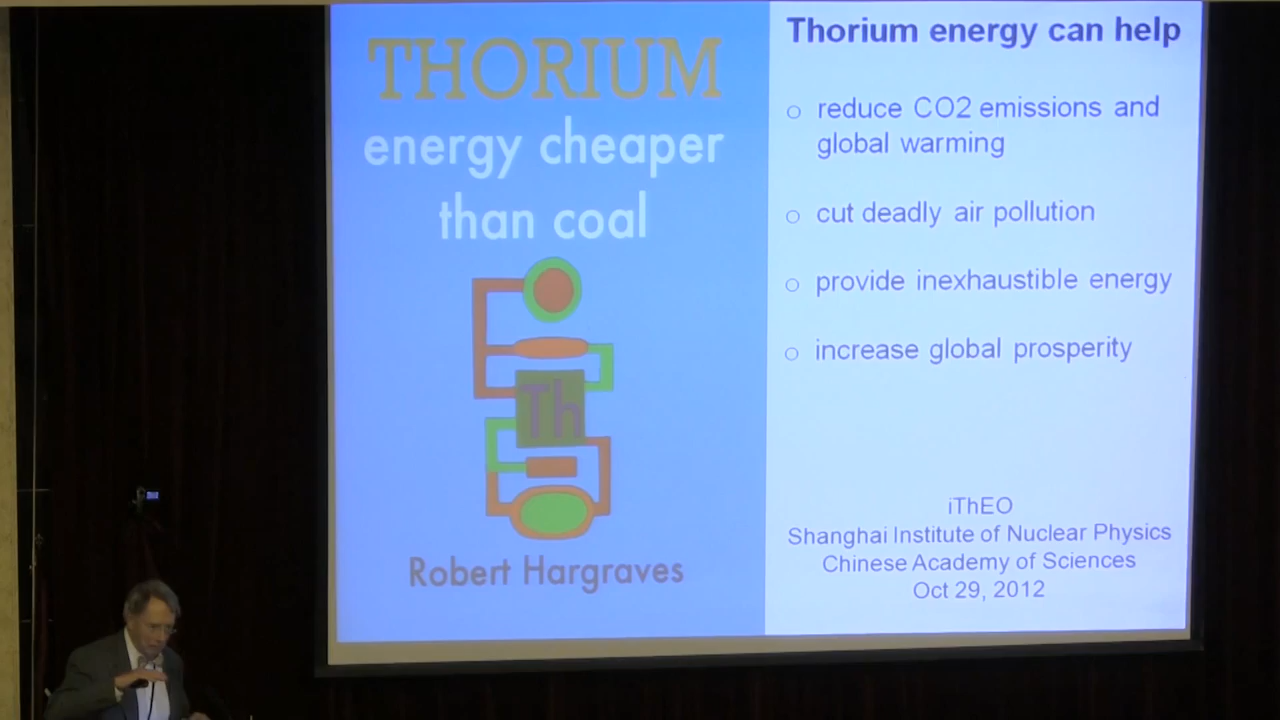 THORIUM
energy cheaper
than coal
Th
Robert Hargraves
Thorium energy can help
o reduce CO2 emissions and
global warming
o cut deadly air pollution
o provide inexhaustible energy
o increase global prosperity
iThEO
Shanghai Institute of Nuclear Physics
Chinese Academy of Sciences
Oct 29, 2012